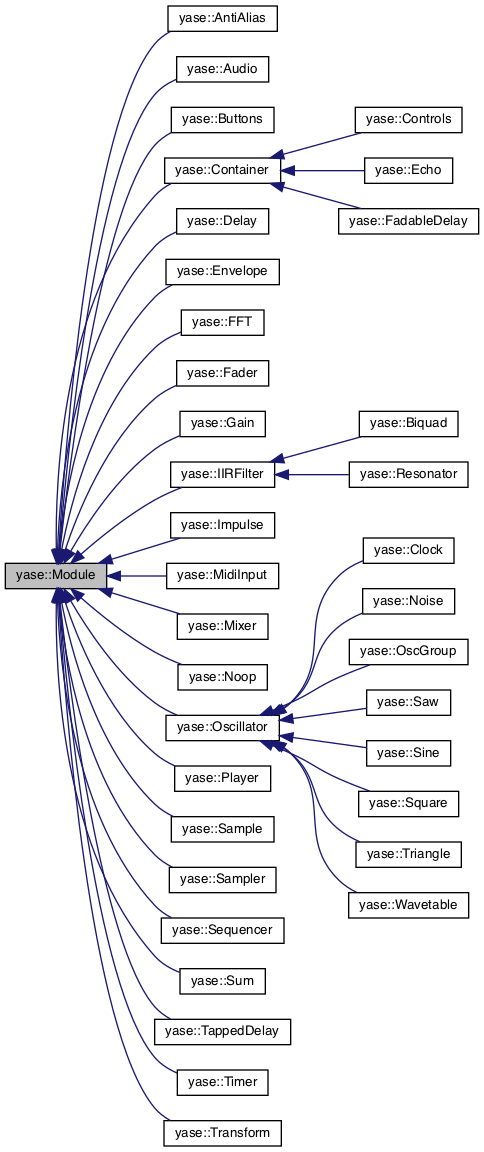 yase::AntiAlias
yase::Audio
yase::Buttons
yase::Controls
yase::Container
yase::Echo
yase::Delay
yase::FadableDelay
yase::Envelope
yase::FFT
yase::Fader
yase::Gain
yase::Biquad
yase::IIRFilter
yase::Resonator
yase::Impulse
yase::Clock
yase::Module
yase::MidiInput
yase::Noise
yase::Mixer
yase::OscGroup
yase::Noop
yase::Saw
yase::Oscillator
yase::Sine
yase::Player
yase::Square
yase::Sample
yase::Triangle
yase::Sampler
yase::Wavetable
yase::Sequencer
yase::Sum
yase::TappedDelay
yase::Timer
yase::Transform